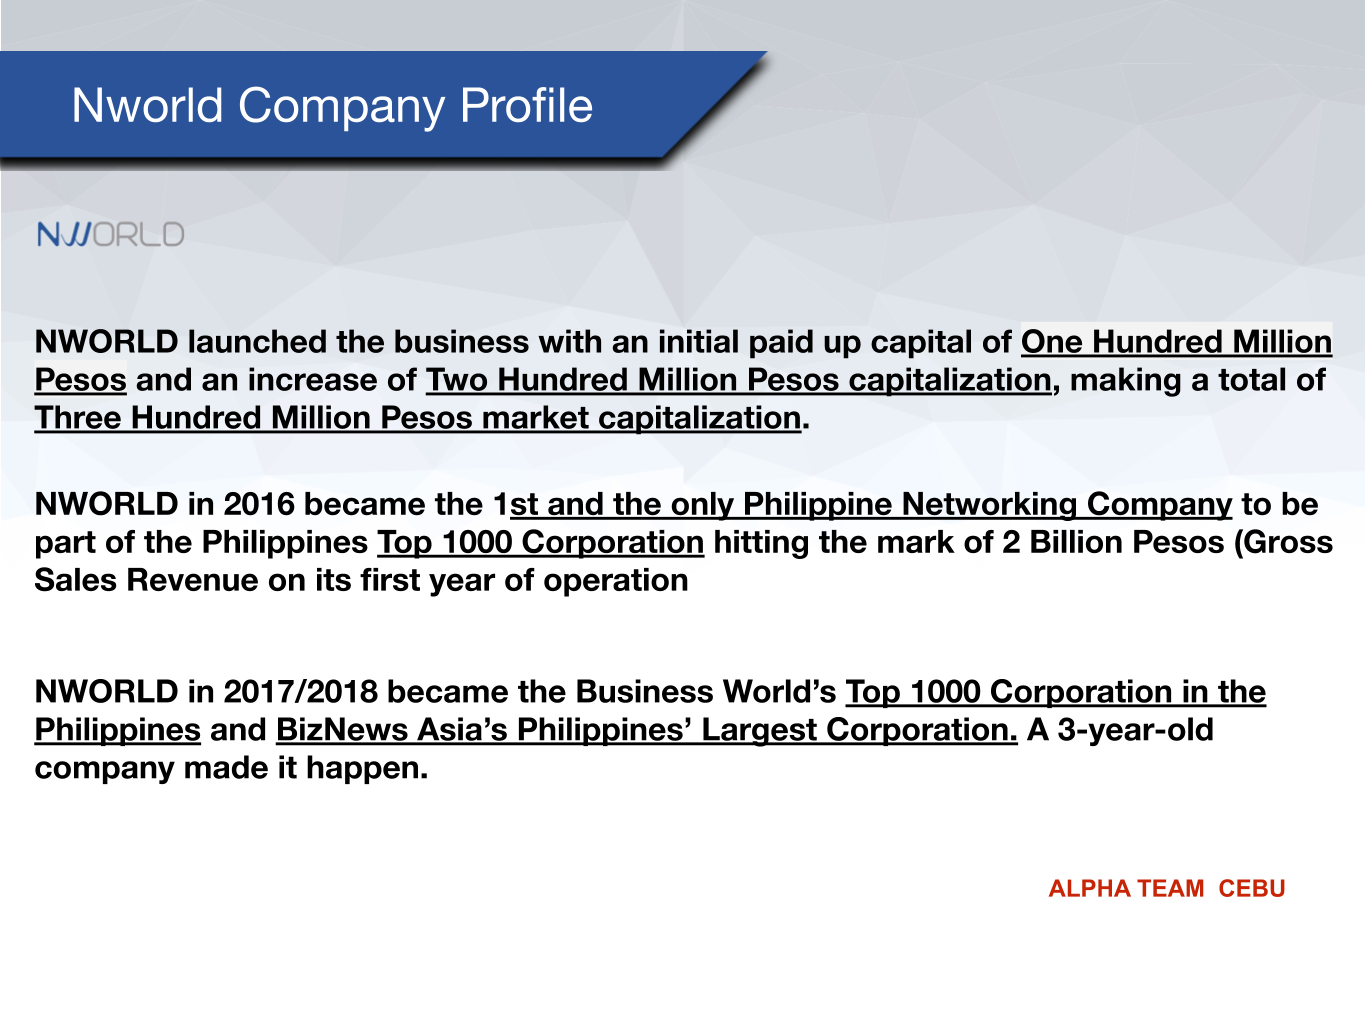 Nworld Company Profile
NWORLD
NWORLD launched the business with an initial paid up capital of One Hundred Million
Pesos and an increase of Two Hundred Million Pesos capitalization, making a total of
Three Hundred Million Pesos market capitalization.
NWORLD in 2016 became the 1st and the only Philippine Networking Company to be
part of the Philippines Top 1000 Corporation hitting the mark of 2 Billion Pesos (Gross
Sales Revenue on its first year of operation
NWORLD in 2017/2018 became the Business World’s Top 1000 Corporation in the
Philippines and BizNews Asia’s Philippines’ Largest Corporation. A 3-year-old
company made it happen.
ALPHA TEAM  CEBU